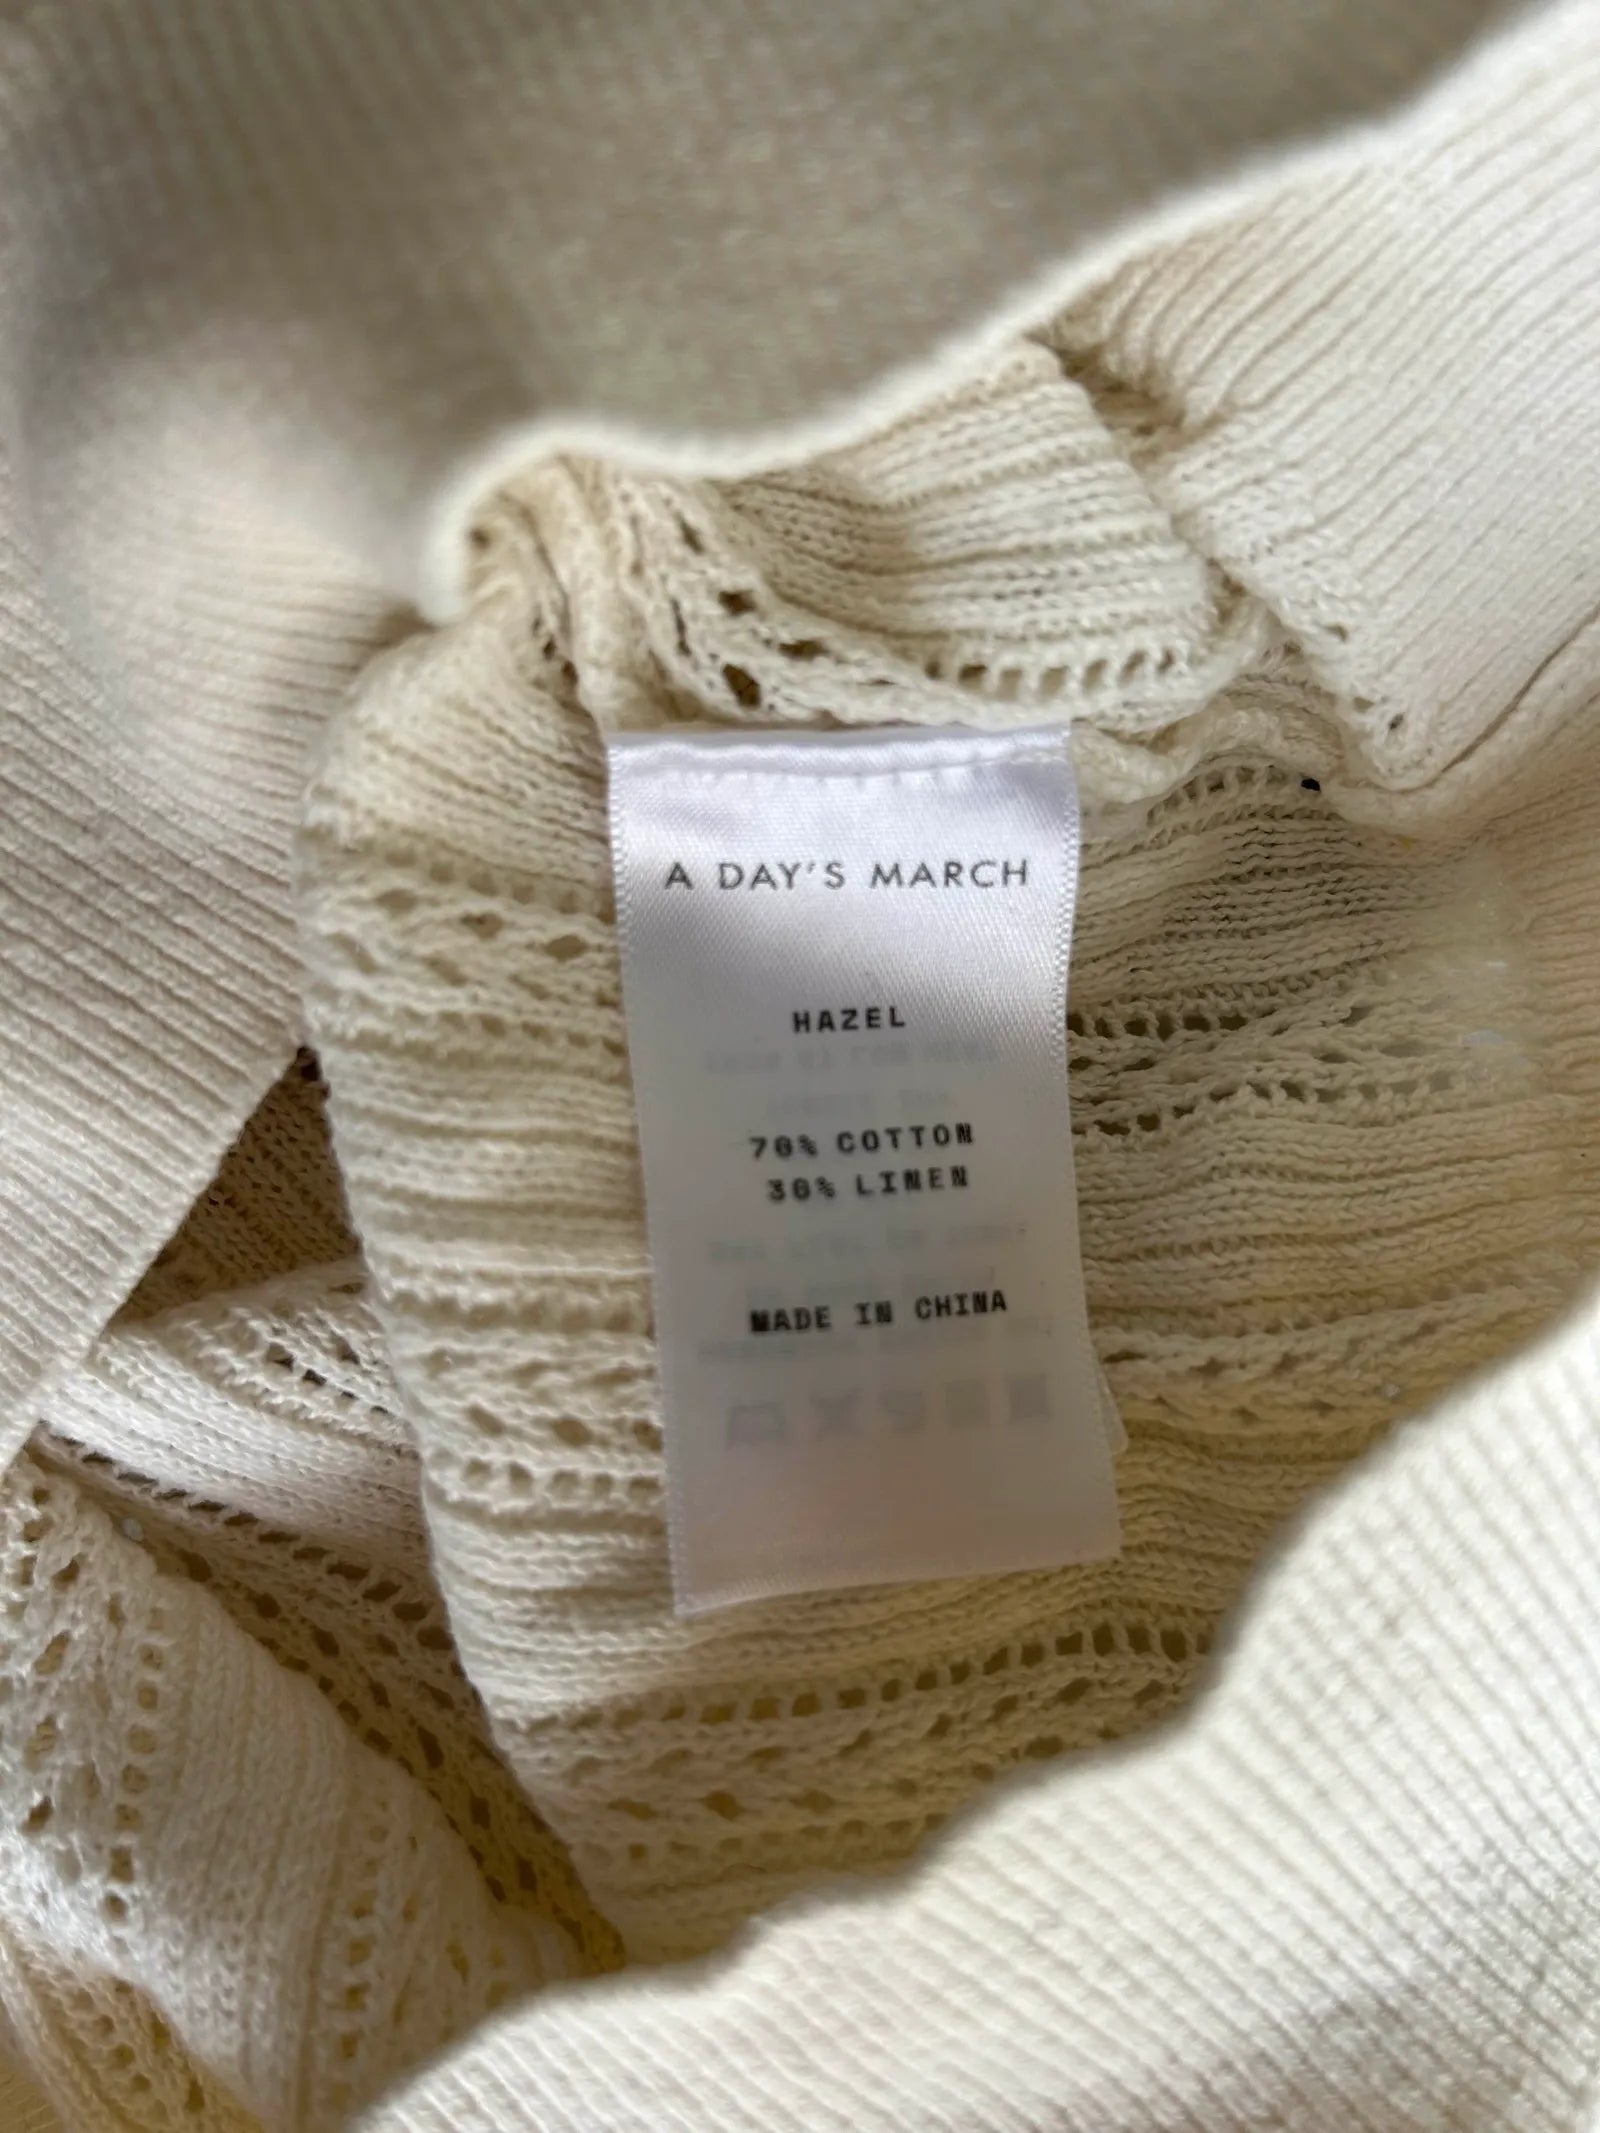 A DAY'S MARCH
HAZEL
70% COTTON
30% LINEN
MADE IN CHINA